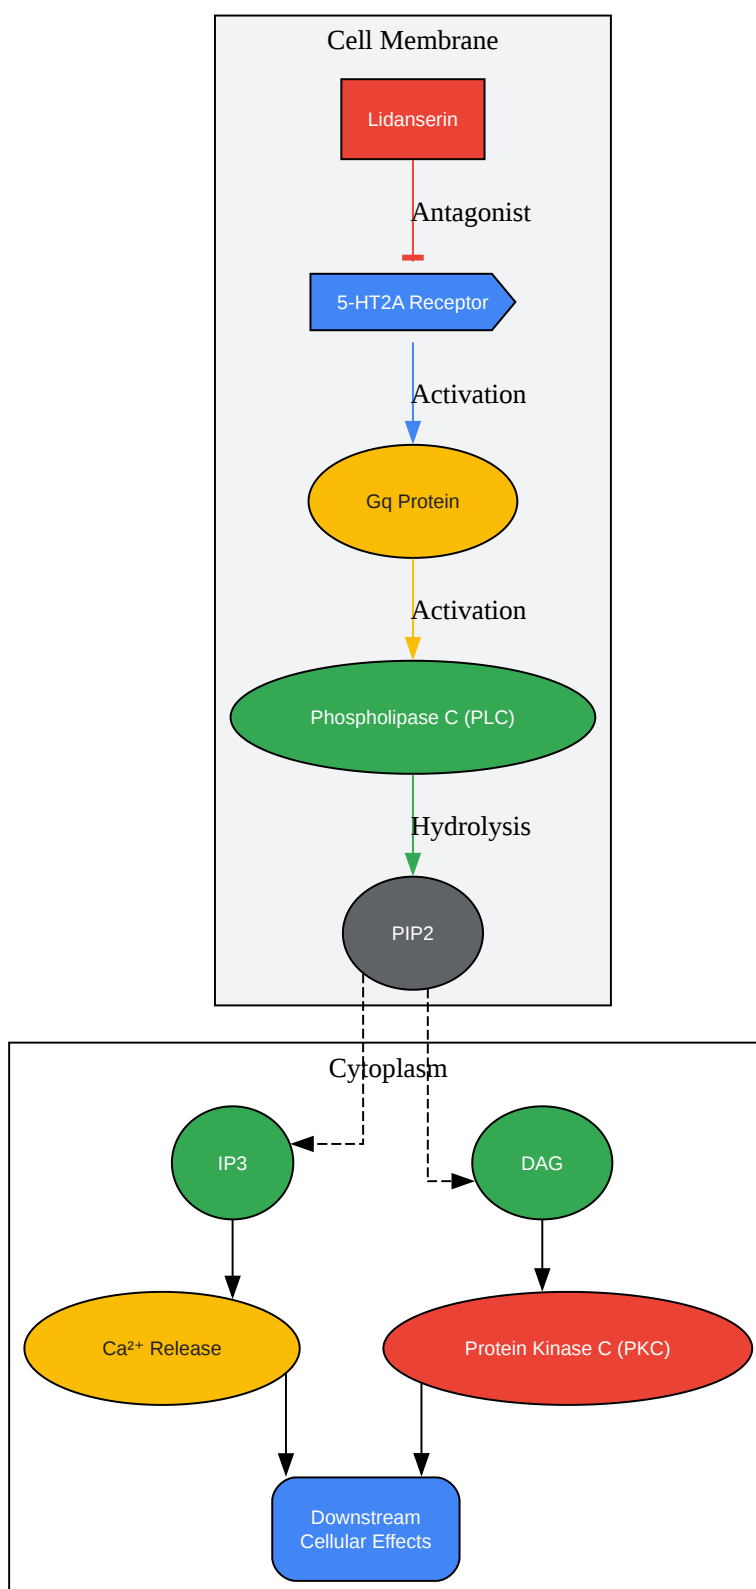 Cell Membrane
Lidanserin
Antagonist
5-HT2A Receptor
Activation
Gq Protein
Activation
Phospholipase C (PLC)
Hydrolysis
PIP2
Cytoplasm
IP3
DAG
Ca²⁺ Release
Protein Kinase C (PKC)
Downstream
Cellular Effects